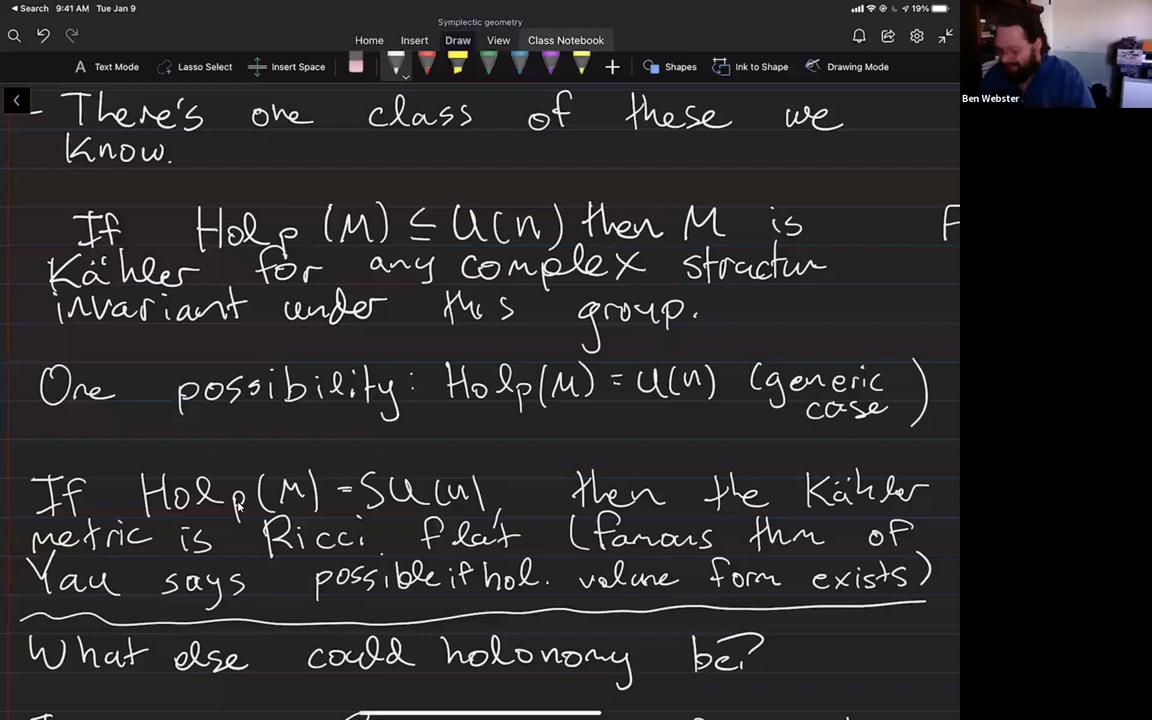 Search 9:41 AM Tue Jan 9
19%
Symplectic geometry
Home Insert Draw View Class Notebook
Text Mode Lasso Select Insert Space Shapes Ink to Shape Drawing Mode
Ben Webster
- There's one class of these we
know.
If Holp (M) ≤ U(n) then M is
F
Kähler for any complex structure
invariant under this group.
One possibility: Holp(M) = U(n) (generic
case)
If Holp(M) = SU(n), then the Kähler
metric is Ricci flat (famous thm of
Yau says possible if hol. volume form exists)
What else could holonomy be?